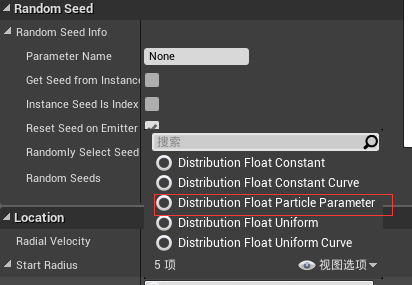 Random Seed
Random Seed Info
Parameter Name
None
Get Seed from Instance
Instance Seed Is Index
Reset Seed on Emitter
搜索
Randomly Select Seed
Distribution Float Constant
Random Seeds
Distribution Float Constant Curve
Distribution Float Particle Parameter
Location
Distribution Float Uniform
Radial Velocity
Distribution Float Uniform Curve
Start Radius
5 项
视图选项